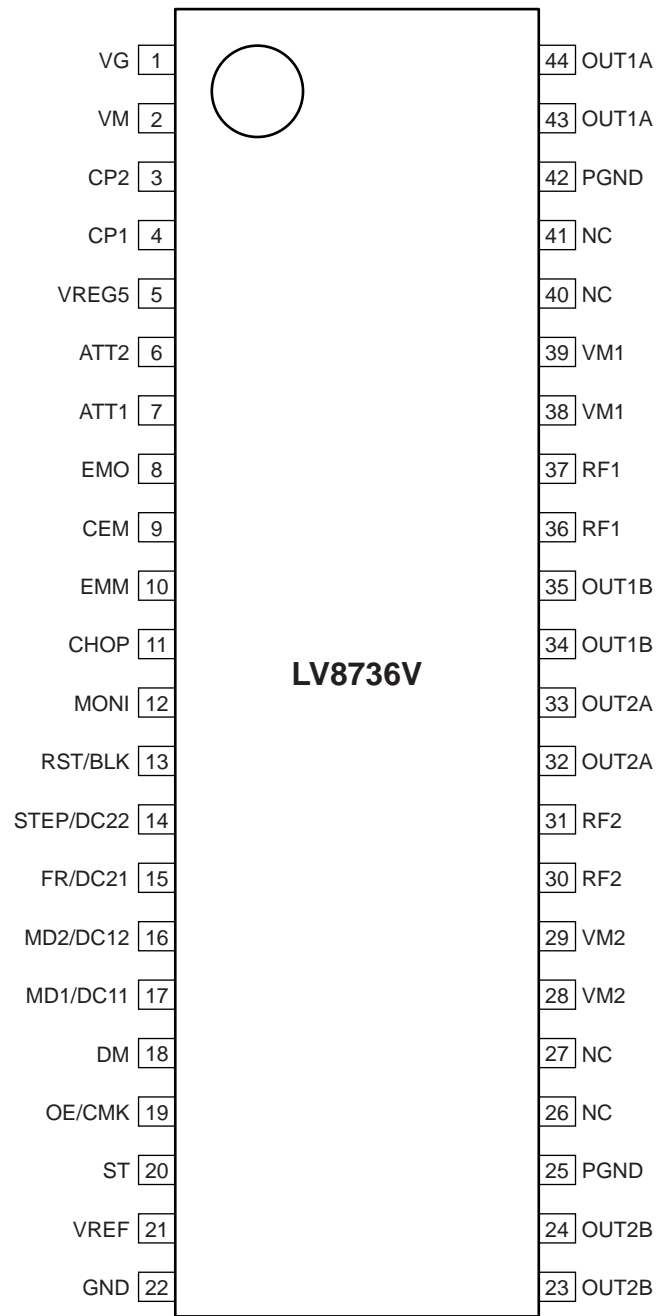 VG 1 44 OUT1A
VM 2 43 OUT1A
CP2 3 42 PGND
CP1 4 41 NC
VREG5 5 40 NC
ATT2 6 39 VM1
ATT1 7 38 VM1
EMO 8 37 RF1
CEM 9 36 RF1
EMM 10 35 OUT1B
CHOP 11 34 OUT1B
LV8736V
MONI 12 33 OUT2A
RST/BLK 13 32 OUT2A
STEP/DC22 14 31 RF2
FR/DC21 15 30 RF2
MD2/DC12 16 29 VM2
MD1/DC11 17 28 VM2
DM 18 27 NC
OE/CMK 19 26 NC
ST 20 25 PGND
VREF 21 24 OUT2B
GND 22 23 OUT2B